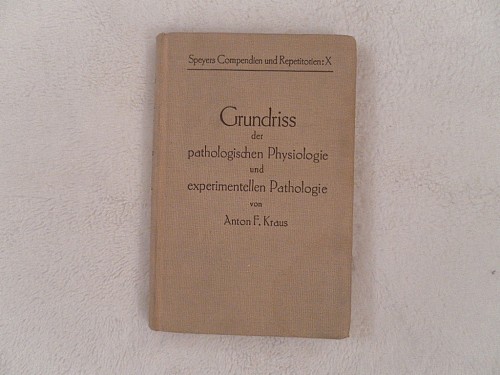 Speyers Compendien und Repetitorien: X
Grundriss
der
pathologischen Physiologie
und
experimentellen Pathologie
von
Anton F. Kraus